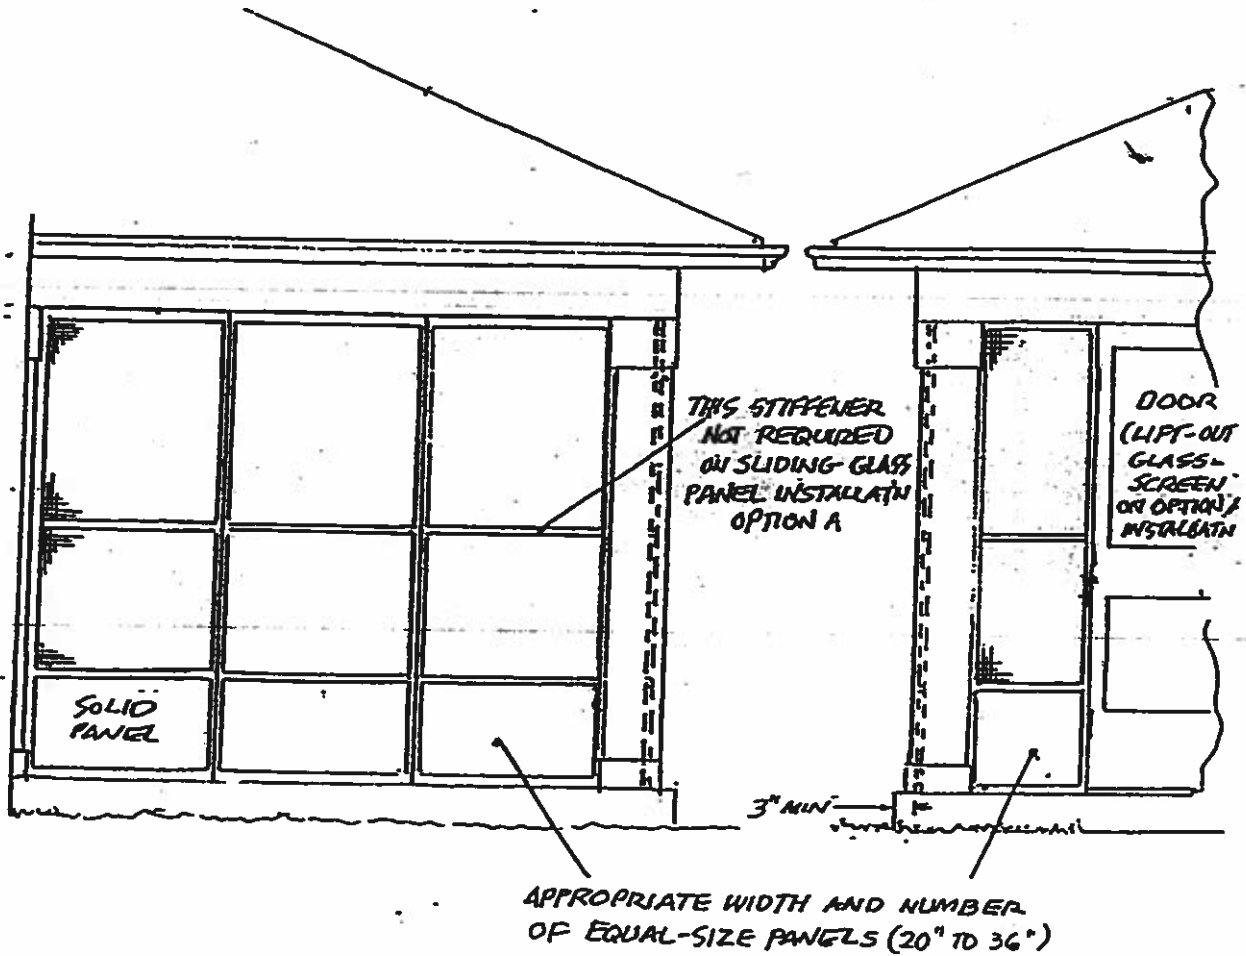 THIS STIFFENER
NOT REQUIRED
ON SLIDING GLASS
PANEL INSTALLAT'N
OPTION A
DOOR
(LIFT-OUT
GLASS-
SCREEN
ON OPTION A
INSTALLATN
SOLID
PANEL
3" MIN
APPROPRIATE WIDTH AND NUMBER
OF EQUAL-SIZE PANELS (20" TO 36")